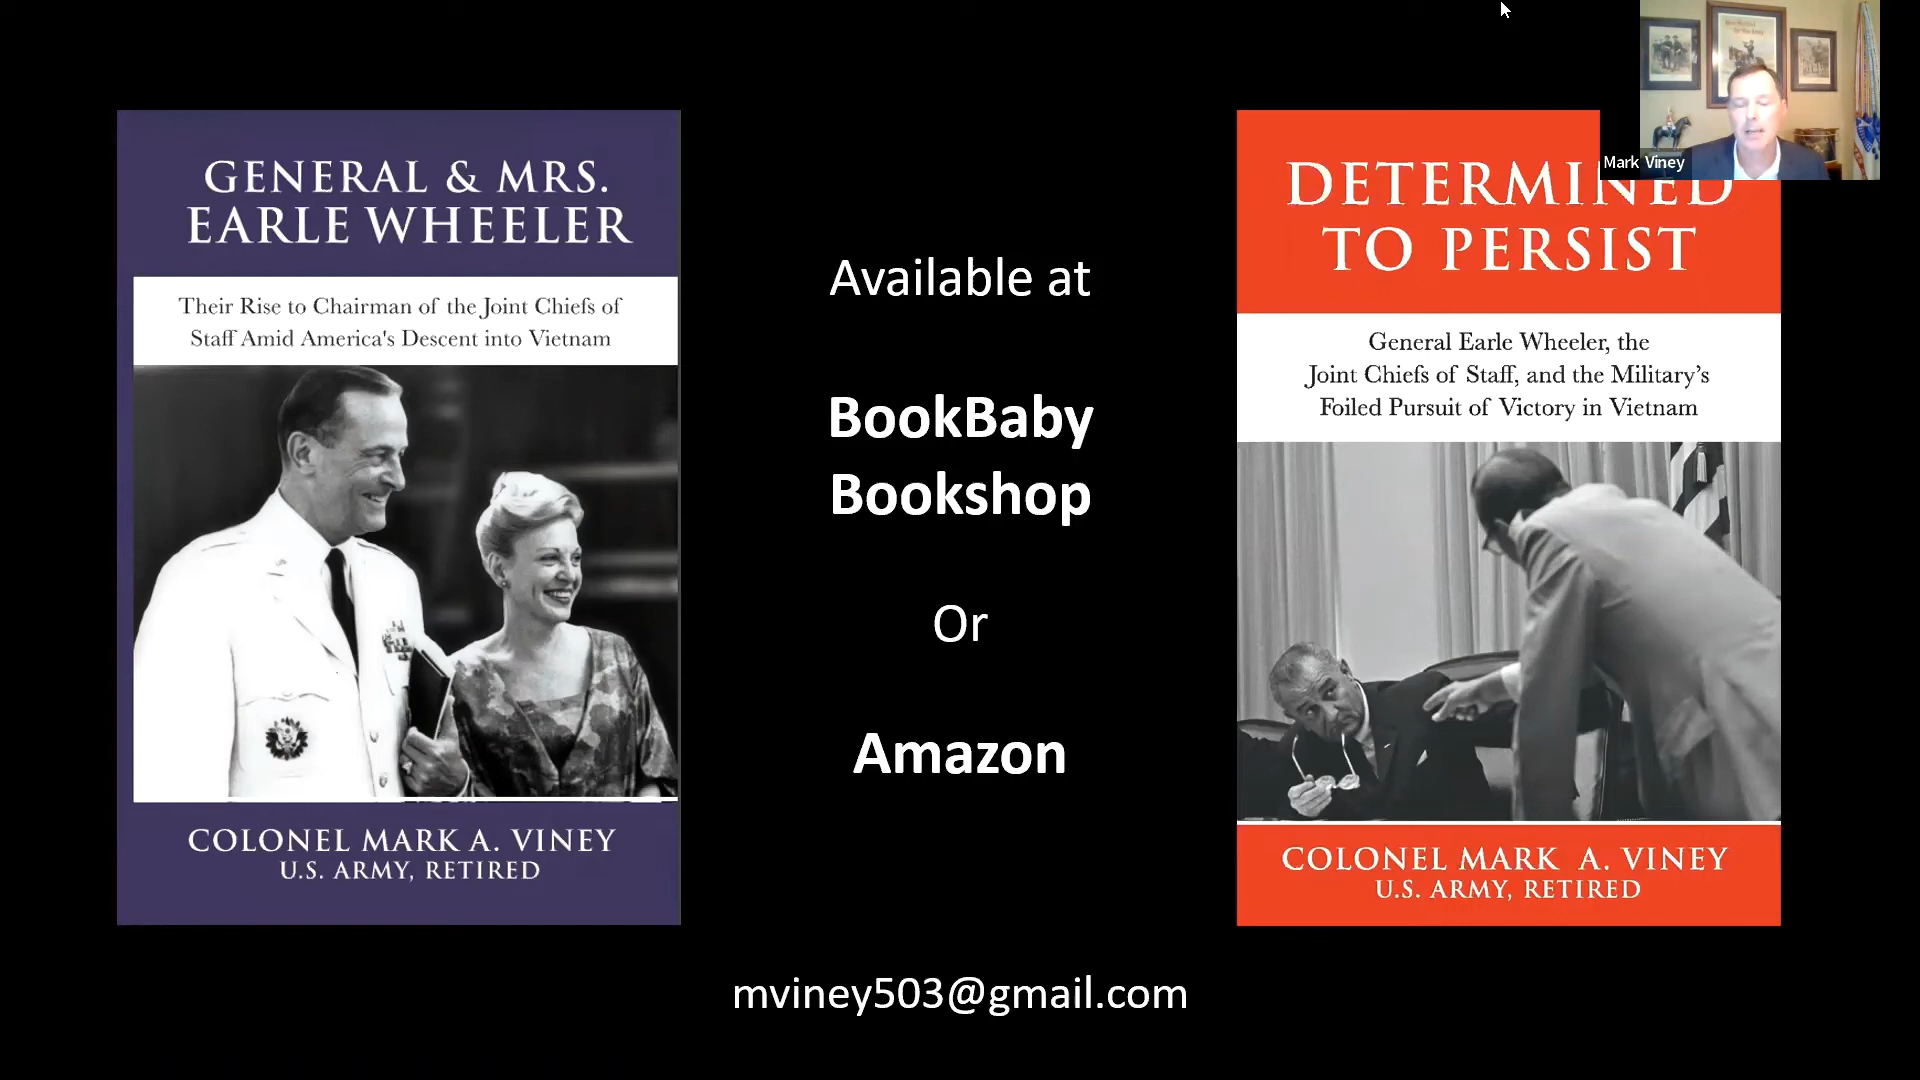 GENERAL & MRS.
EARLE WHEELER
Their Rise to Chairman of the Joint Chiefs of
Staff Amid America's Descent into Vietnam
COLONEL MARK A. VINEY
U.S. ARMY, RETIRED
Available at
BookBaby
Bookshop
Or
Amazon
mviney503@gmail.com
DETERMINED
TO PERSIST
General Earle Wheeler, the
Joint Chiefs of Staff, and the Military’s
Foiled Pursuit of Victory in Vietnam
COLONEL MARK A. VINEY
U.S. ARMY, RETIRED
Mark Viney